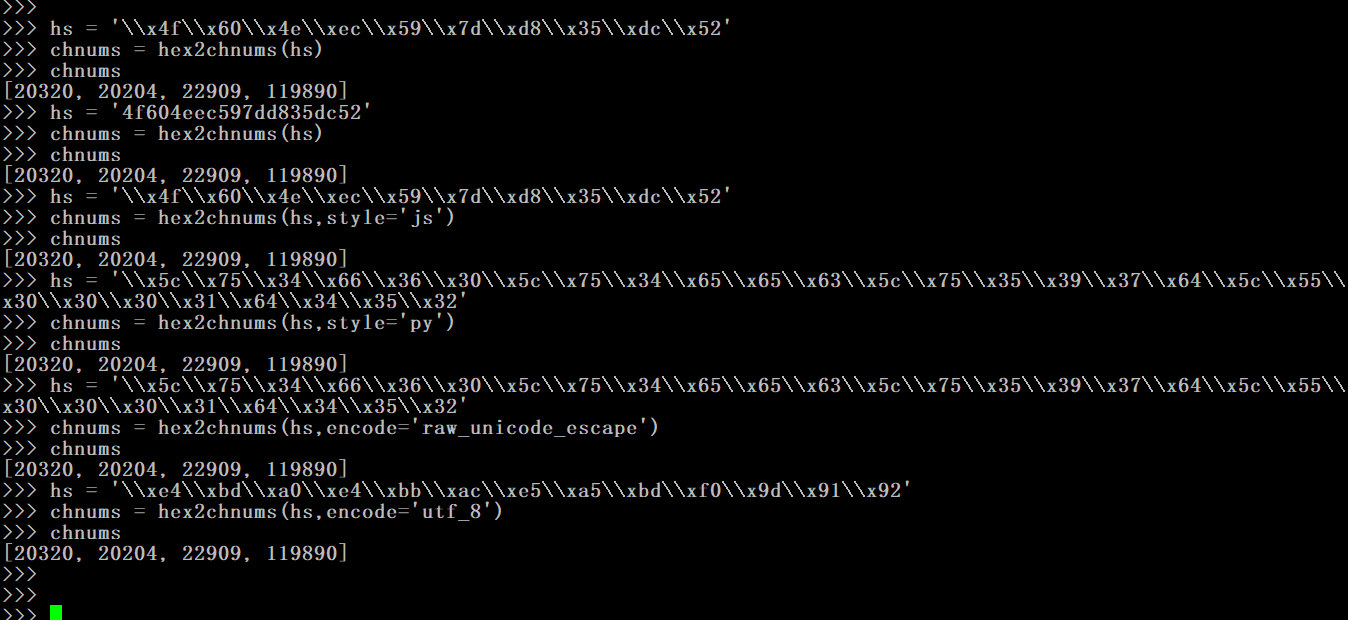 >>>
>>> hs = '\\x4f\\x60\\x4e\\xec\\x59\\x7d\\xd8\\x35\\xdc\\x52'
>>> chnums = hex2chnums(hs)
>>> chnums
[20320, 20204, 22909, 119890]
>>> hs = '4f604eec597dd835dc52'
>>> chnums = hex2chnums(hs)
>>> chnums
[20320, 20204, 22909, 119890]
>>> hs = '\\x4f\\x60\\x4e\\xec\\x59\\x7d\\xd8\\x35\\xdc\\x52'
>>> chnums = hex2chnums(hs,style='js')
>>> chnums
[20320, 20204, 22909, 119890]
>>> hs = '\\x5c\\x75\\x34\\x66\\x36\\x30\\x5c\\x75\\x34\\x65\\x65\\x63\\x5c\\x75\\x35\\x39\\x37\\x64\\x5c\\x55\\
x30\\x30\\x30\\x31\\x64\\x34\\x35\\x32'
>>> chnums = hex2chnums(hs,style='py')
>>> chnums
[20320, 20204, 22909, 119890]
>>> hs = '\\x5c\\x75\\x34\\x66\\x36\\x30\\x5c\\x75\\x34\\x65\\x65\\x63\\x5c\\x75\\x35\\x39\\x37\\x64\\x5c\\x55\\
x30\\x30\\x30\\x31\\x64\\x34\\x35\\x32'
>>> chnums = hex2chnums(hs,encode='raw_unicode_escape')
>>> chnums
[20320, 20204, 22909, 119890]
>>> hs = '\\xe4\\xbd\\xa0\\xe4\\xbb\\xac\\xe5\\xa5\\xbd\\xf0\\x9d\\x91\\x92'
>>> chnums = hex2chnums(hs,encode='utf_8')
>>> chnums
[20320, 20204, 22909, 119890]
>>>
>>>
>>>